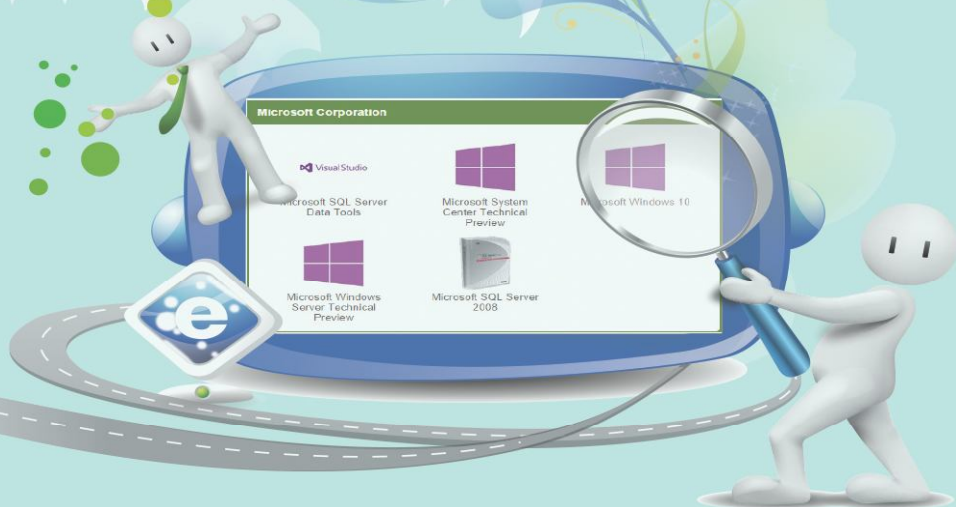 Microsoft Corporation
Visual Studio
Microsoft SQL Server
Data Tools
Microsoft System
Center Technical
Preview
Microsoft Windows 10
Microsoft Windows
Server Technical
Preview
Microsoft SQL Server
2008
e